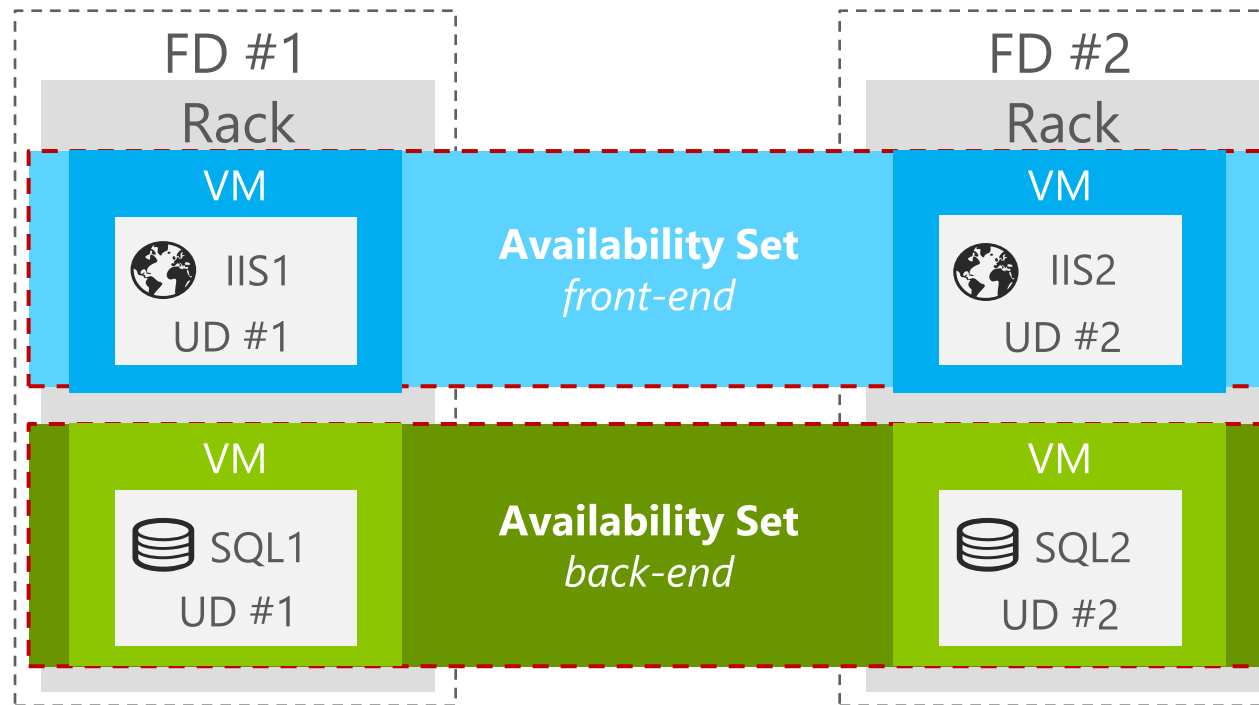 FD #1
Rack
VM
IIS1
UD #1
Availability Set
front-end
FD #2
Rack
VM
IIS2
UD #2
VM
SQL1
UD #1
Availability Set
back-end
VM
SQL2
UD #2